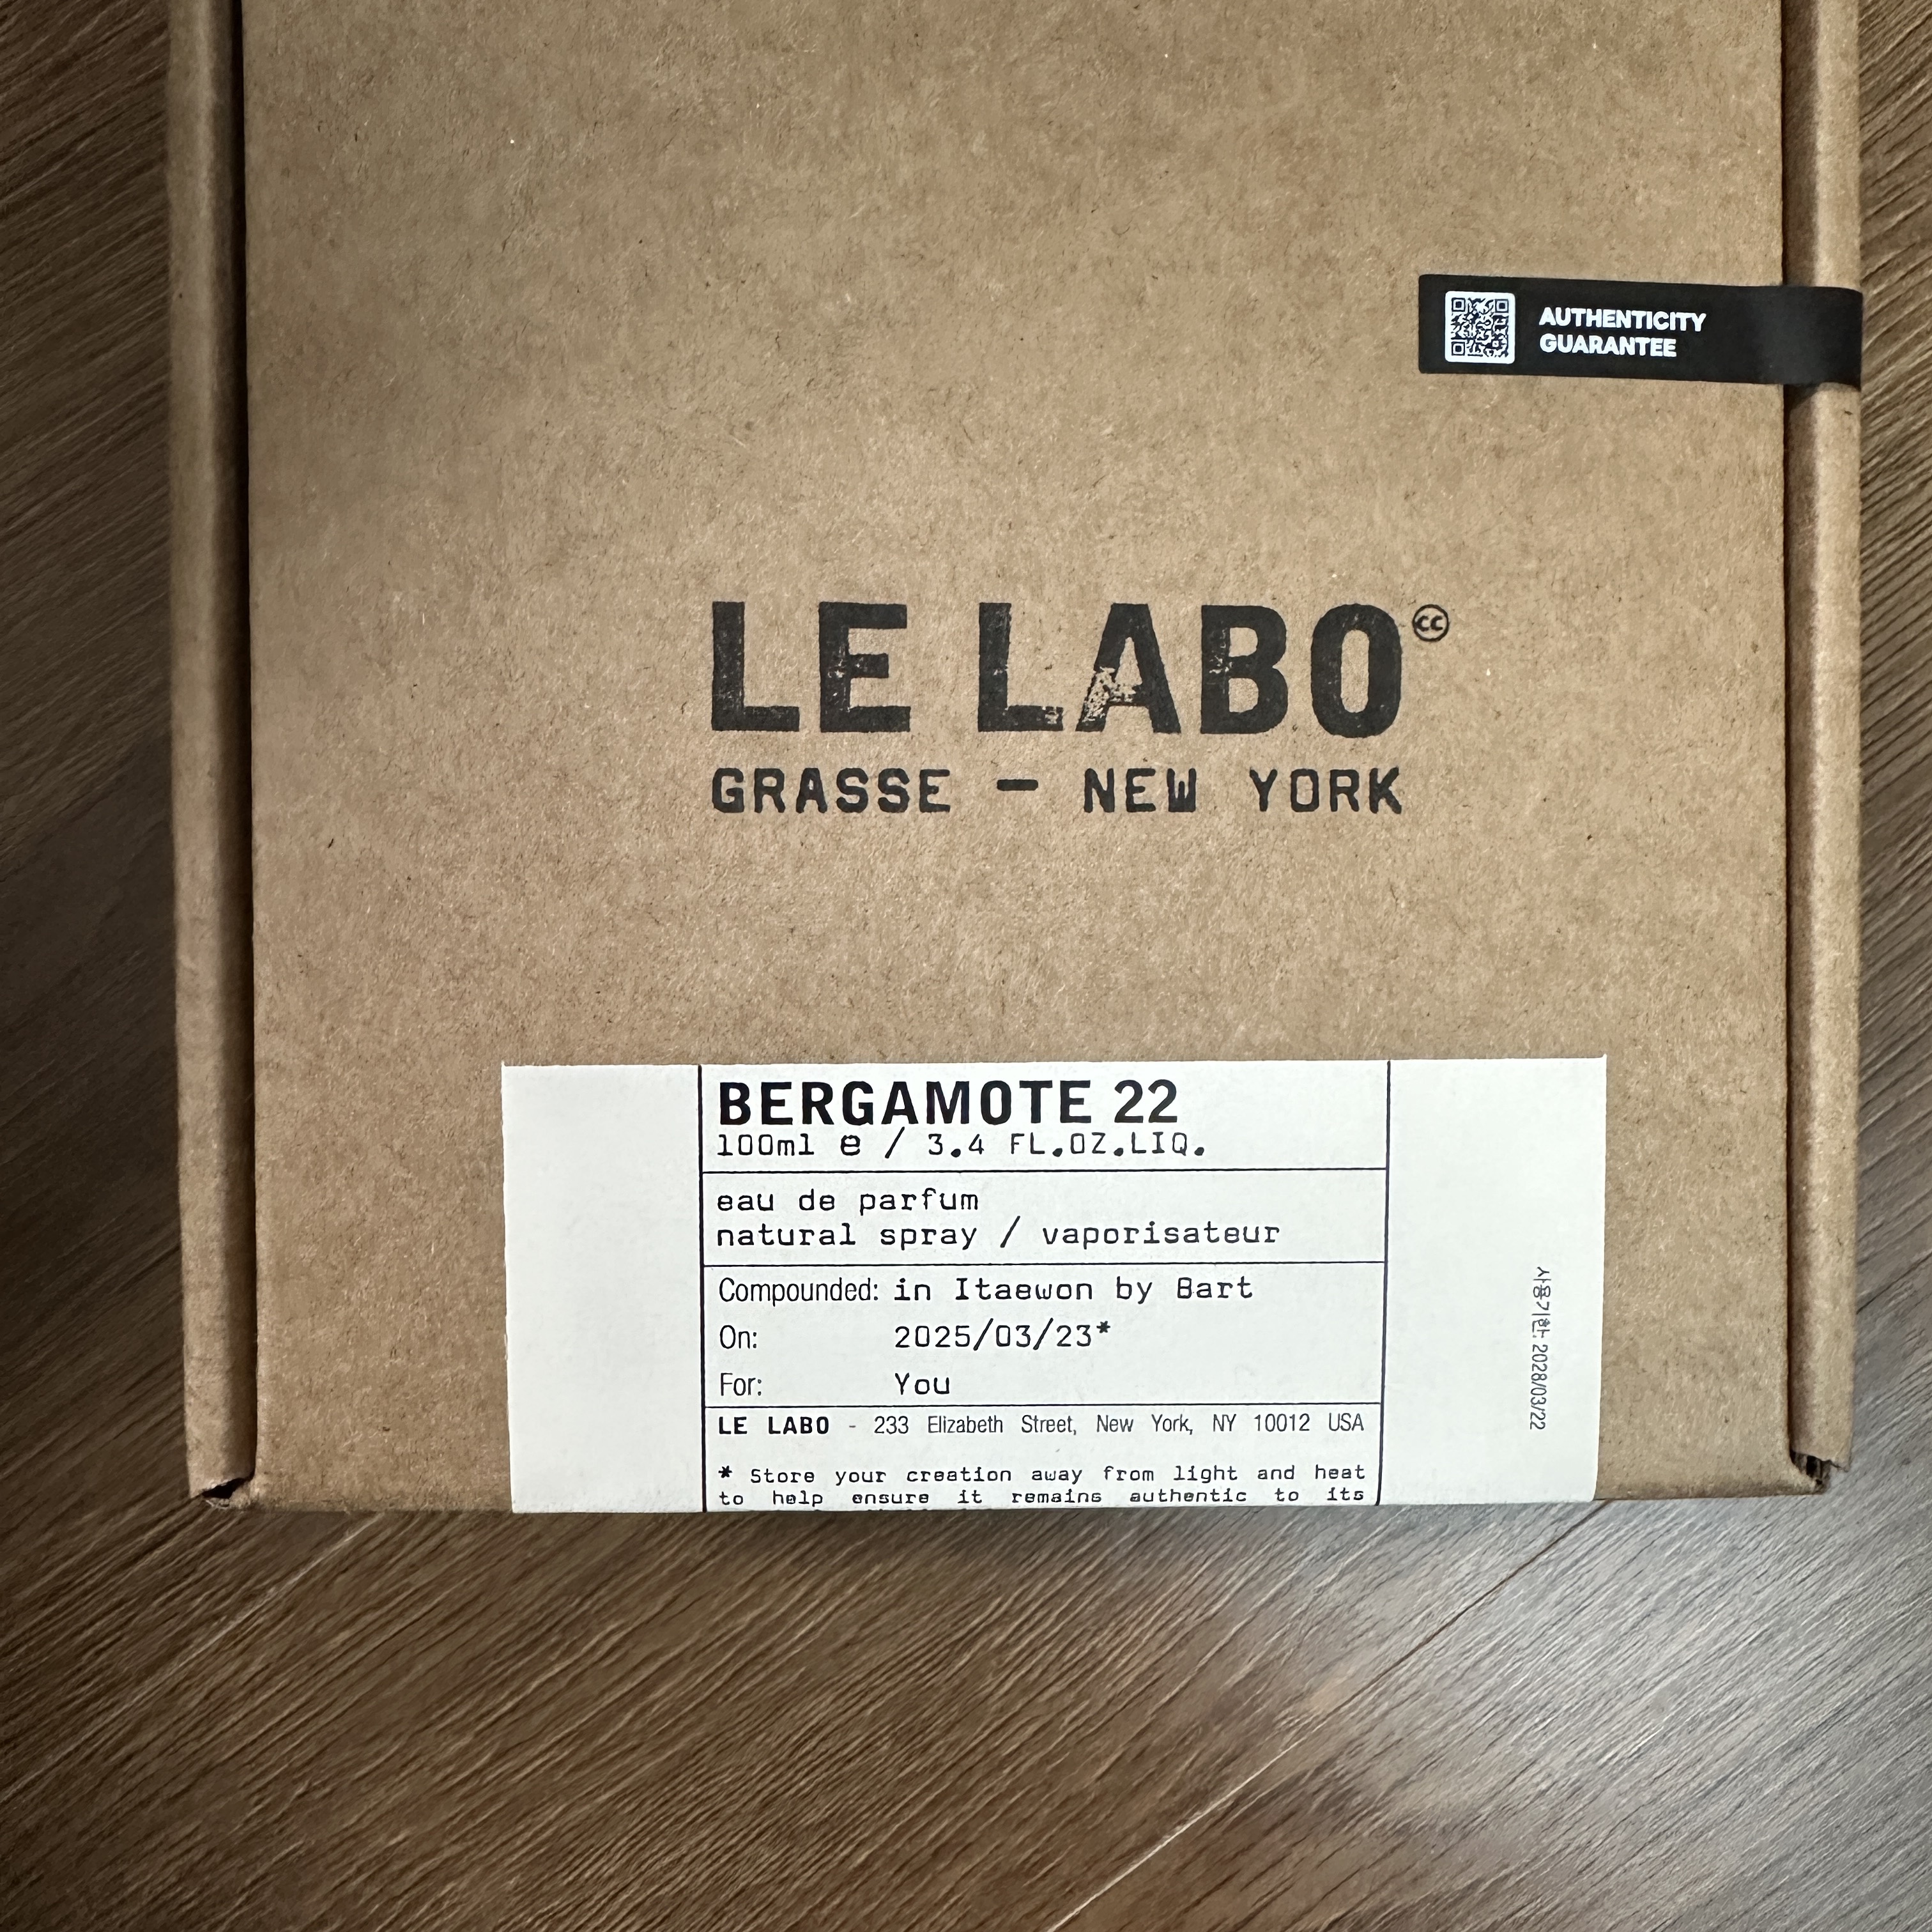 AUTHENTICITY
GUARANTEE
LE LABO cc
GRASSE — NEW YORK
BERGAMOTE 22
100ml e / 3.4 FL.OZ.LIQ.
eau de parfum
natural spray / vaporisateur
Compounded: in Itaewon by Bart
On: 2025/03/23*
For: You
LE LABO - 233 Elizabeth Street, New York, NY 10012 USA
* Store your creation away from light and heat
to help ensure it remains authentic to its
사용기한: 2028/03/22